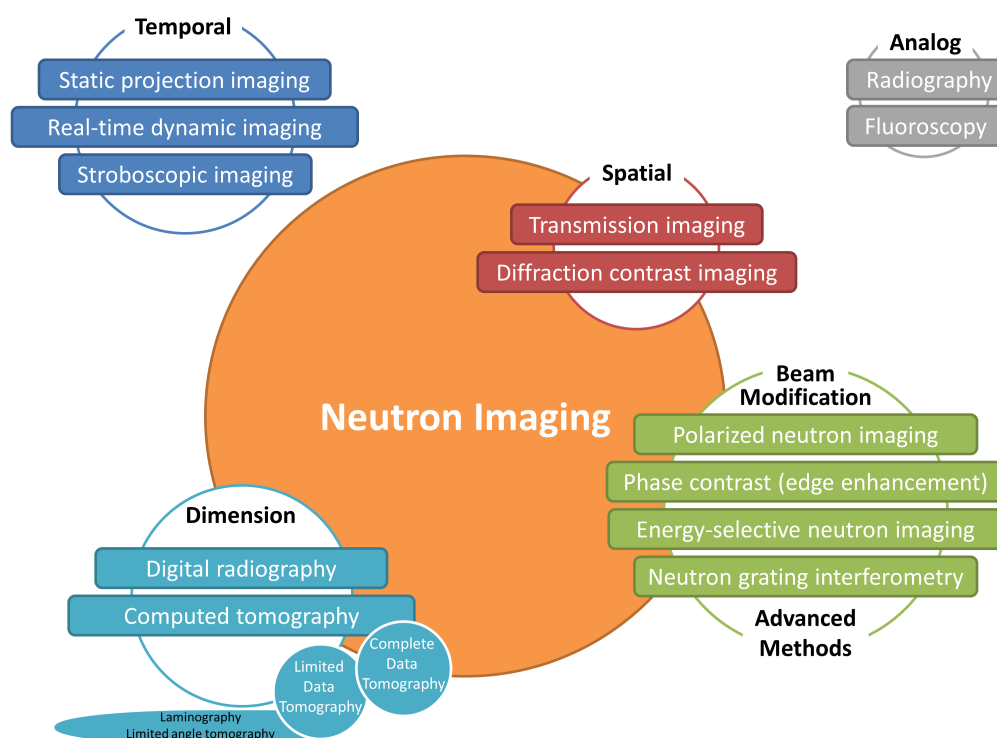 Temporal
Static projection imaging
Real-time dynamic imaging
Stroboscopic imaging
Analog
Radiography
Fluoroscopy
Spatial
Transmission imaging
Diffraction contrast imaging
Neutron Imaging
Beam
Modification
Polarized neutron imaging
Phase contrast (edge enhancement)
Energy-selective neutron imaging
Neutron grating interferometry
Advanced
Methods
Dimension
Digital radiography
Computed tomography
Complete
Data
Tomography
Limited
Data
Tomography
Laminography
Limited angle tomography